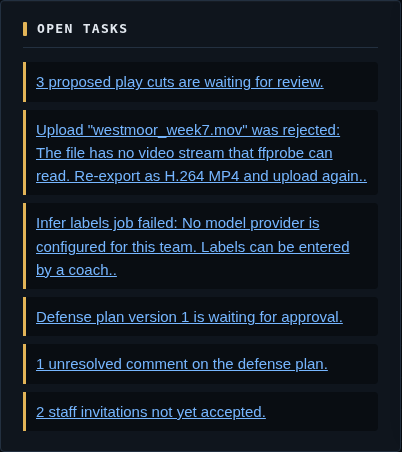 OPEN TASKS
3 proposed play cuts are waiting for review.
Upload "westmoor_week7.mov" was rejected:
The file has no video stream that ffprobe can
read. Re-export as H.264 MP4 and upload again..
Infer labels job failed: No model provider is
configured for this team. Labels can be entered
by a coach..
Defense plan version 1 is waiting for approval.
1 unresolved comment on the defense plan.
2 staff invitations not yet accepted.